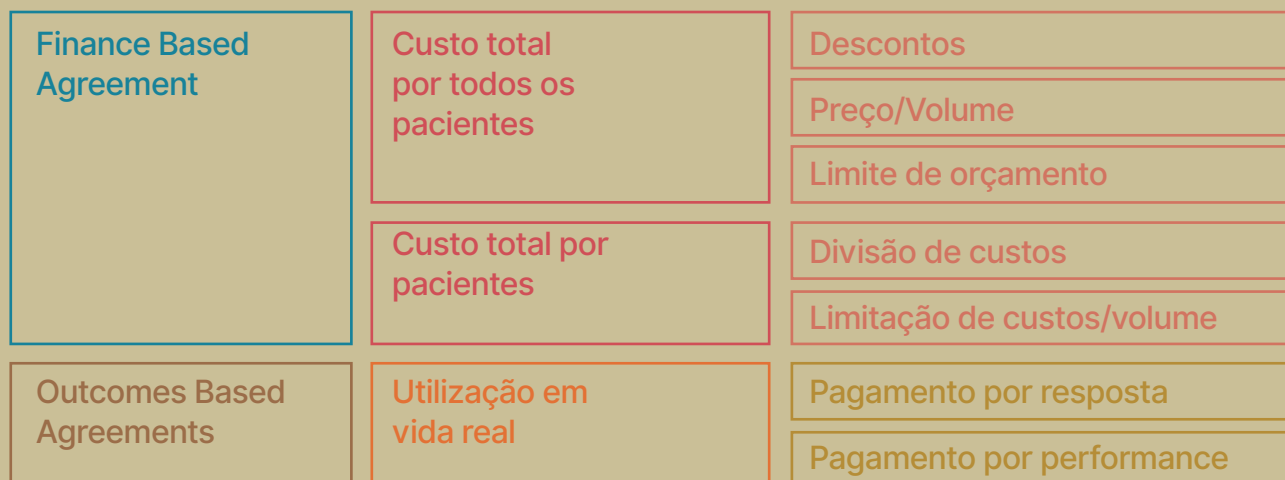 Finance Based
Agreement
Custo total
por todos os
pacientes
Descontos
Preço/Volume
Limite de orçamento
Custo total por
pacientes
Divisão de custos
Limitação de custos/volume
Outcomes Based
Agreements
Utilização em
vida real
Pagamento por resposta
Pagamento por performance